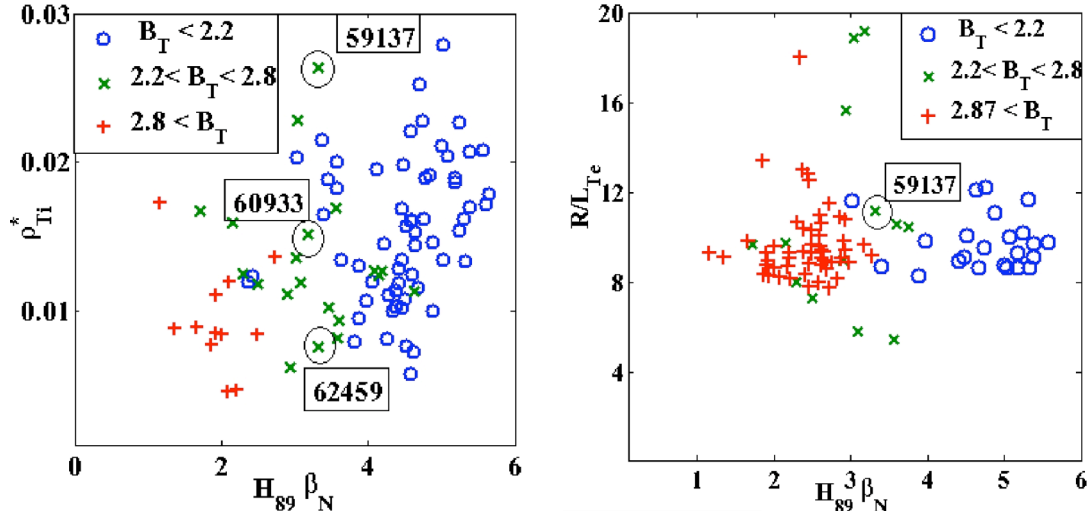 0.03
0.02
0.01
ρ*Ti
B_T < 2.2
2.2< B_T < 2.8
2.8 < B_T
59137
60933
62459
0 2 4 6
H_89 β_N
20
16
12
8
4
R/L_Te
B_T < 2.2
2.2< B_T < 2.8
2.87 < B_T
59137
1 2 3 4 5 6
H_89 β_N